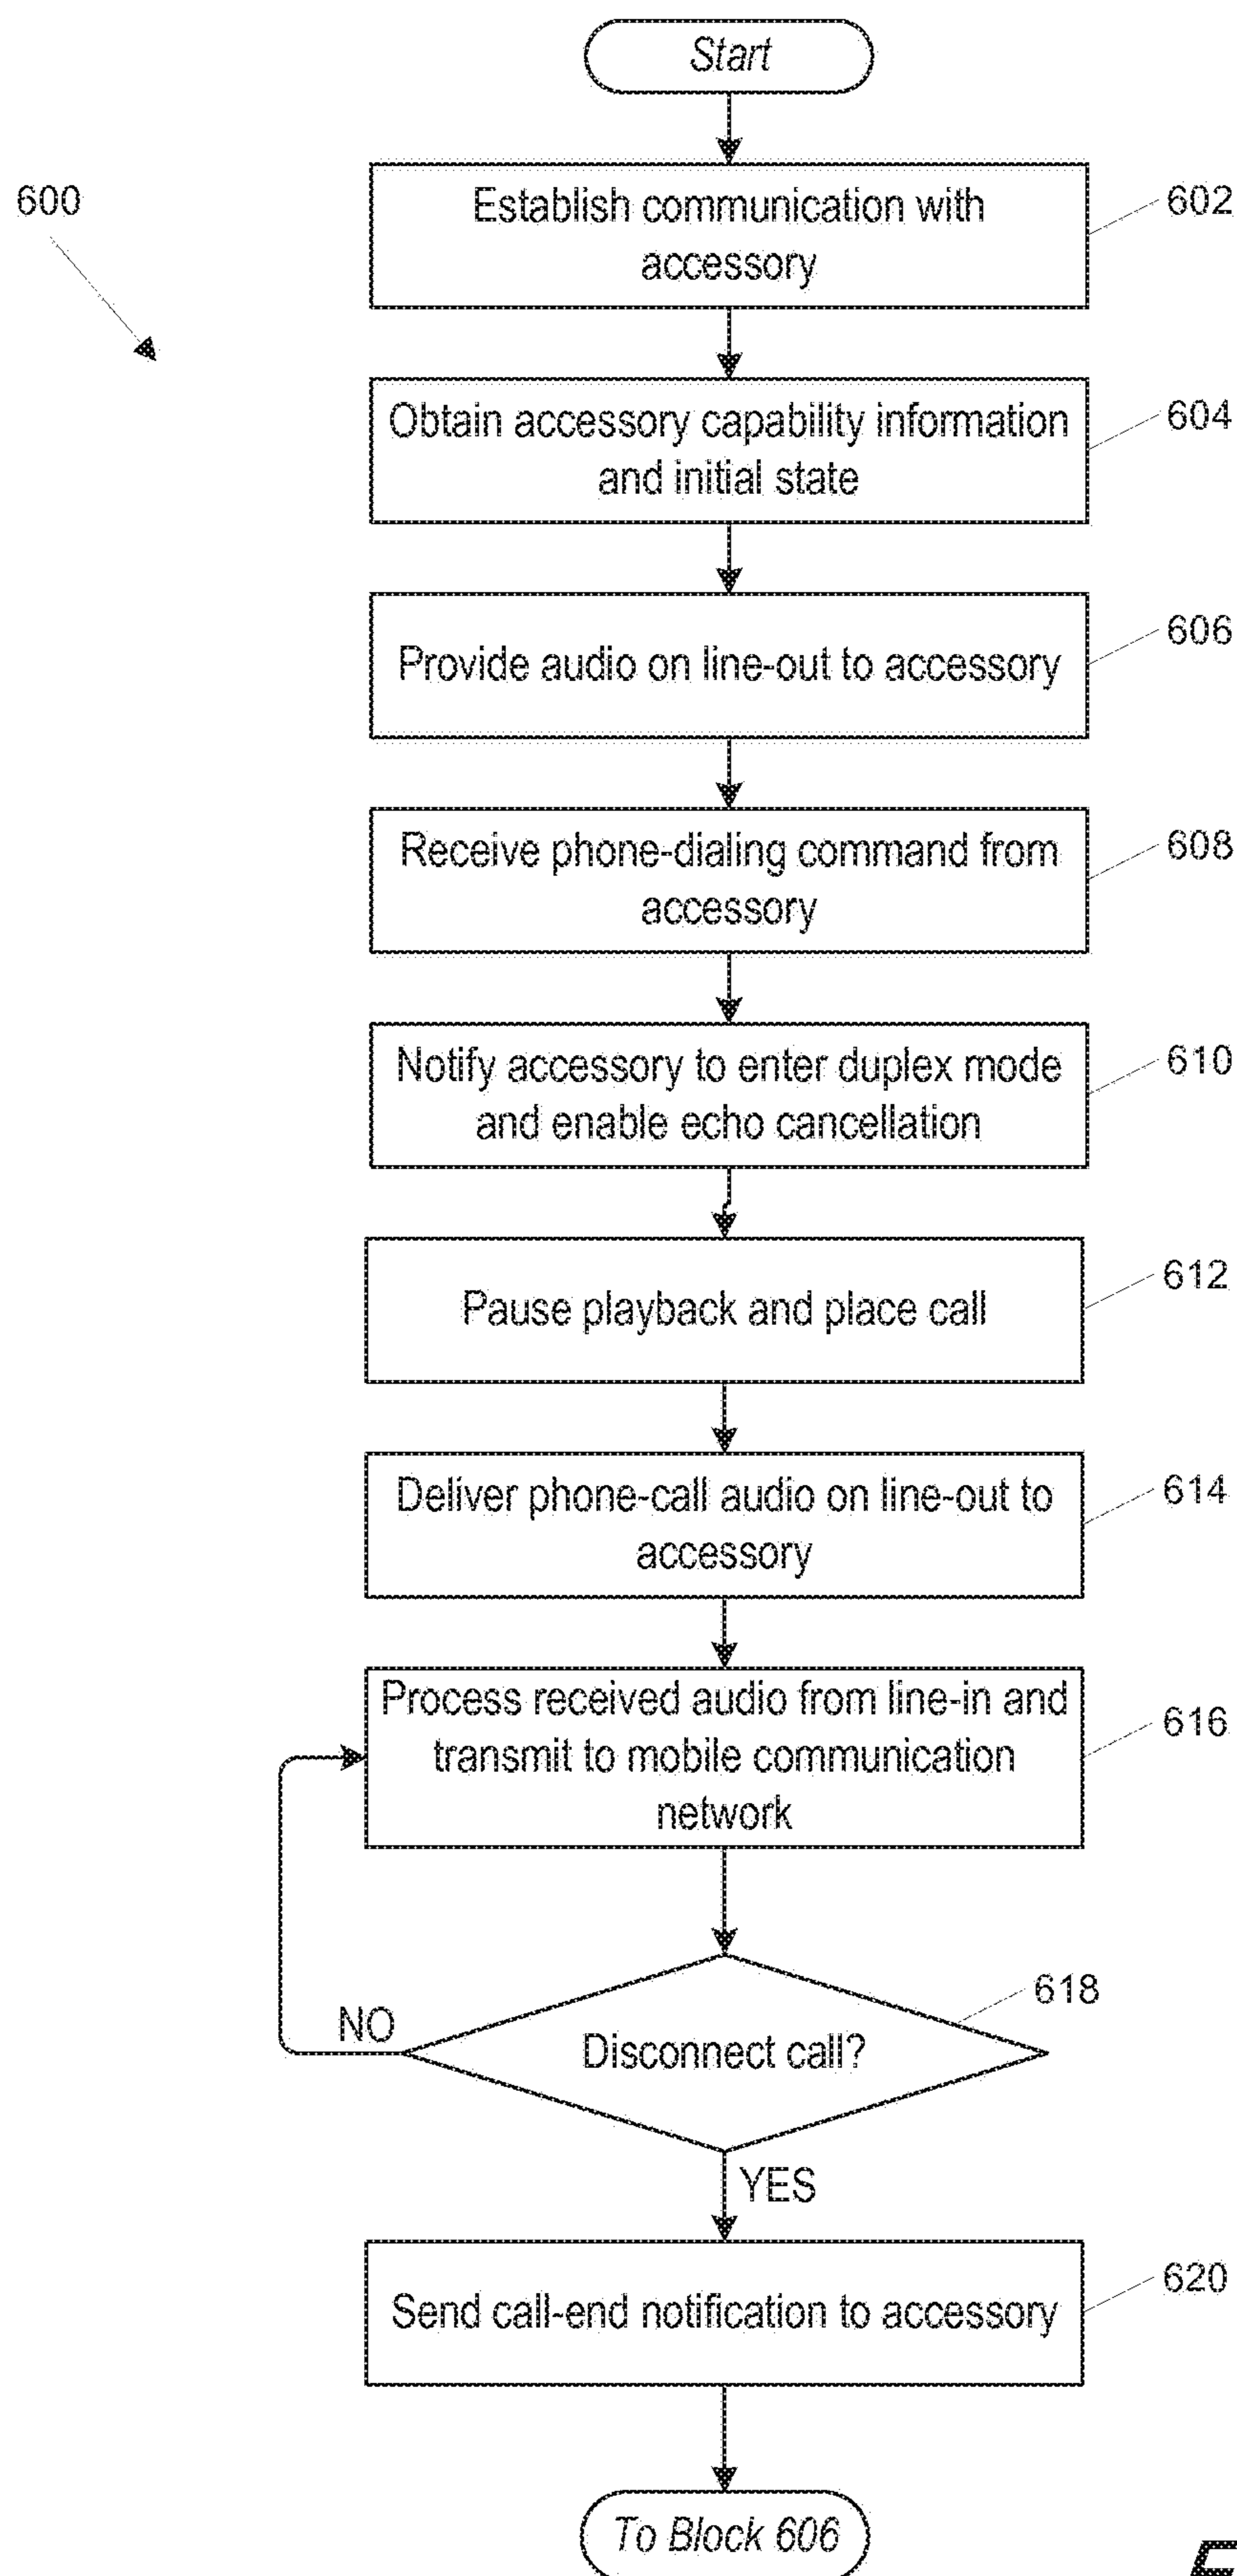 Start
600
Establish communication with
accessory
602
Obtain accessory capability information
and initial state
604
Provide audio on line-out to accessory
606
Receive phone-dialing command from
accessory
608
Notify accessory to enter duplex mode
and enable echo cancellation
610
Pause playback and place call
612
Deliver phone-call audio on line-out to
accessory
614
Process received audio from line-in and
transmit to mobile communication
network
616
618
NO
Disconnect call?
YES
Send call-end notification to accessory
620
To Block 606